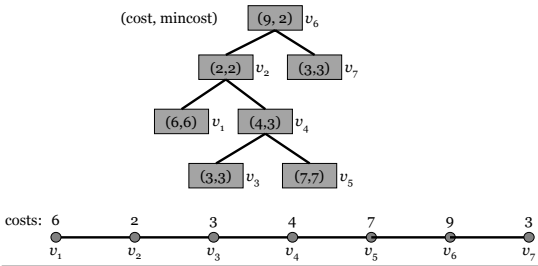 (cost, mincost) (9, 2) v₆
(2,2) v₂ (3,3) v₇
(6,6) v₁ (4,3) v₄
(3,3) v₃ (7,7) v₅
costs: 6 2 3 4 7 9 3
v₁ v₂ v₃ v₄ v₅ v₆ v₇